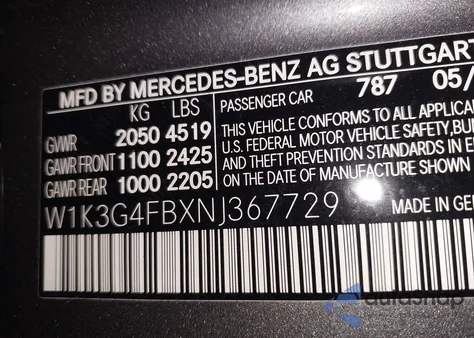 MFD BY MERCEDES-BENZ AG STUTTGART
KG LBS
GVWR 2050 4519
GAWR FRONT 1100 2425
GAWR REAR 1000 2205
PASSENGER CAR 787 05/
THIS VEHICLE CONFORMS TO ALL APPLICA
U.S. FEDERAL MOTOR VEHICLE SAFETY, BU
AND THEFT PREVENTION STANDARDS IN E
ON THE DATE OF MANUFACTURE SHOWN
W1K3G4FBXNJ367729
MADE IN GE
autoshop